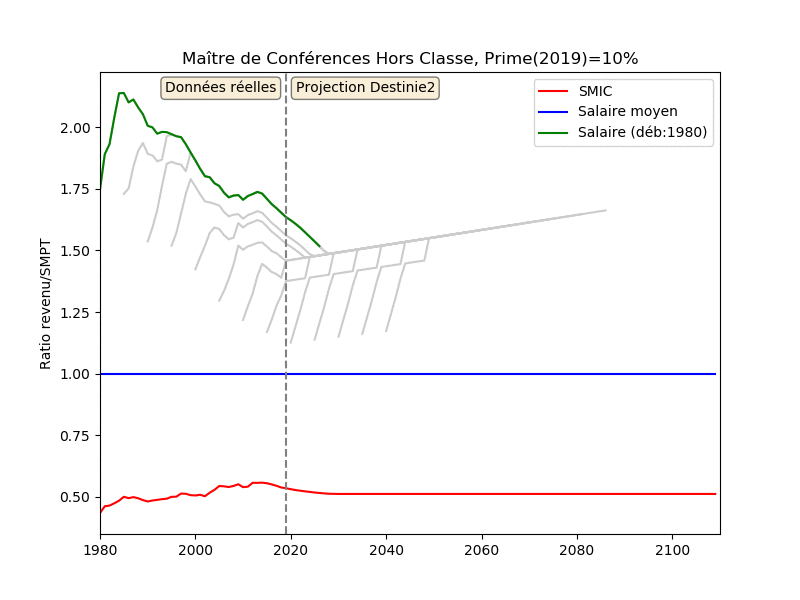 Maître de Conférences Hors Classe, Prime(2019)=10%
Données réelles
Projection Destinie2
SMIC
Salaire moyen
Salaire (déb:1980)
Ratio revenu/SMPT
2.00
1.75
1.50
1.25
1.00
0.75
0.50
1980 2000 2020 2040 2060 2080 2100